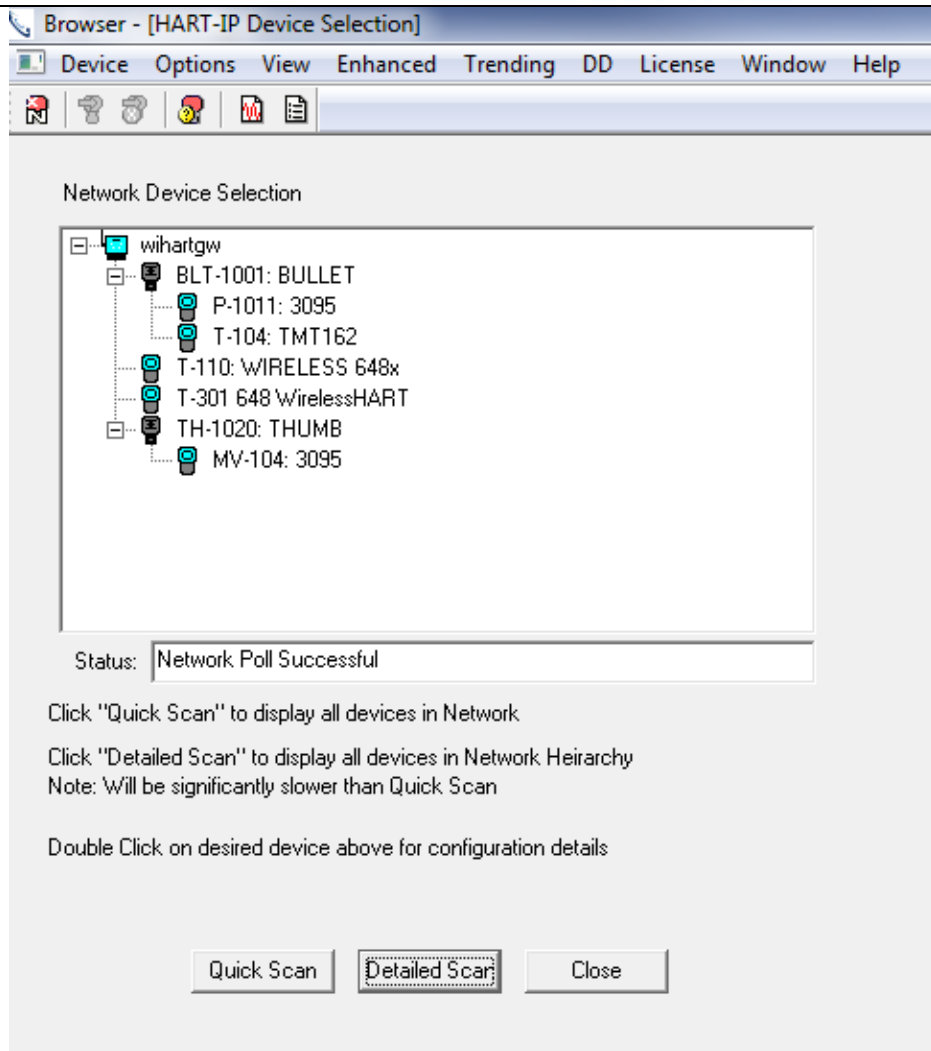 Browser - [HART-IP Device Selection]
Device Options View Enhanced Trending DD License Window Help
Network Device Selection
wihartgw
BLT-1001: BULLET
P-1011: 3095
T-104: TMT162
T-110: WIRELESS 648x
T-301 648 WirelessHART
TH-1020: THUMB
MV-104: 3095
Status: Network Poll Successful
Click "Quick Scan" to display all devices in Network
Click "Detailed Scan" to display all devices in Network Heirarchy
Note: Will be significantly slower than Quick Scan
Double Click on desired device above for configuration details
Quick Scan Detailed Scan Close